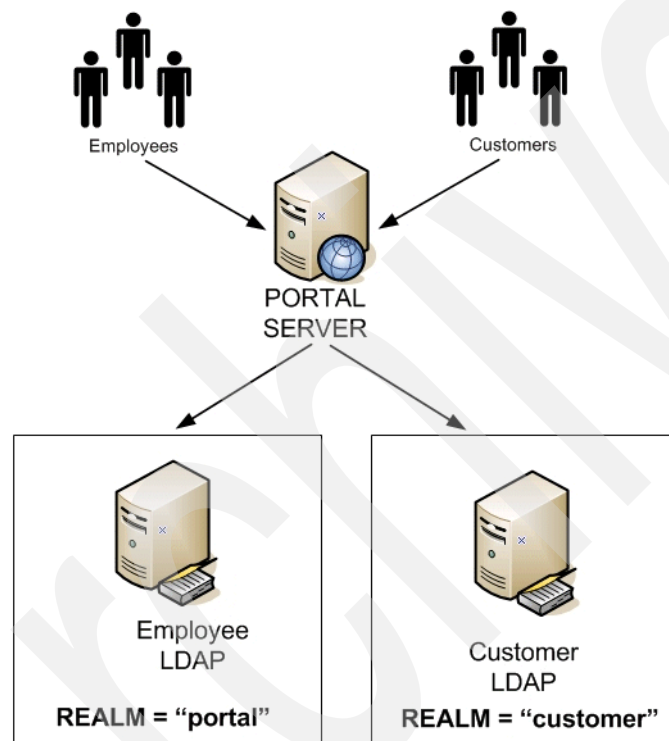 Employees
Customers
PORTAL
SERVER
Employee
LDAP
REALM = “portal”
Customer
LDAP
REALM = “customer”